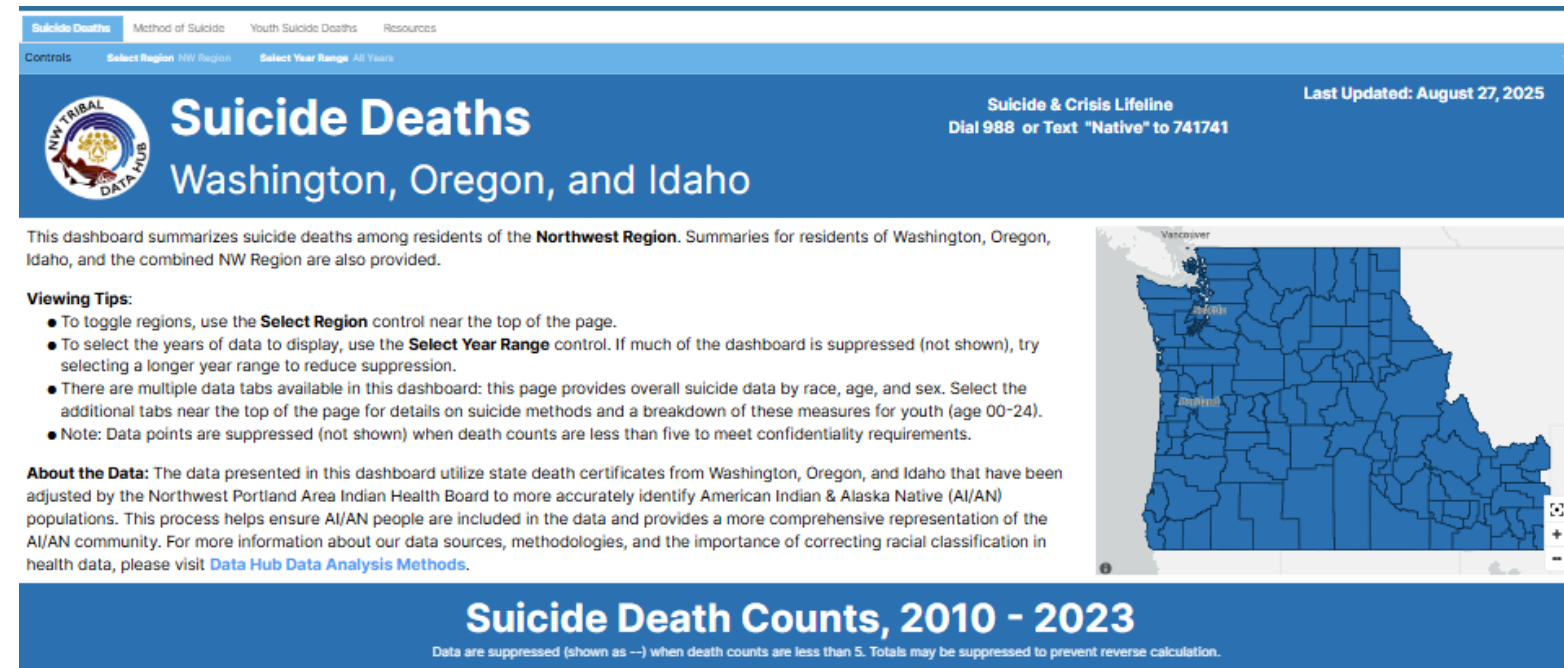 Suicide Deaths Method of Suicide Youth Suicide Deaths Resources
Controls Select Region NW Region Select Year Range All Years
NW TRIBAL DATA HUB
Suicide Deaths
Washington, Oregon, and Idaho
Suicide & Crisis Lifeline
Dial 988 or Text "Native" to 741741
Last Updated: August 27, 2025
This dashboard summarizes suicide deaths among residents of the Northwest Region. Summaries for residents of Washington, Oregon,
Idaho, and the combined NW Region are also provided.
Viewing Tips:
● To toggle regions, use the Select Region control near the top of the page.
● To select the years of data to display, use the Select Year Range control. If much of the dashboard is suppressed (not shown), try
selecting a longer year range to reduce suppression.
● There are multiple data tabs available in this dashboard: this page provides overall suicide data by race, age, and sex. Select the
additional tabs near the top of the page for details on suicide methods and a breakdown of these measures for youth (age 00-24).
● Note: Data points are suppressed (not shown) when death counts are less than five to meet confidentiality requirements.
About the Data: The data presented in this dashboard utilize state death certificates from Washington, Oregon, and Idaho that have been
adjusted by the Northwest Portland Area Indian Health Board to more accurately identify American Indian & Alaska Native (AI/AN)
populations. This process helps ensure AI/AN people are included in the data and provides a more comprehensive representation of the
AI/AN community. For more information about our data sources, methodologies, and the importance of correcting racial classification in
health data, please visit Data Hub Data Analysis Methods.
Vancouver
Seattle
Portland
Suicide Death Counts, 2010 - 2023
Data are suppressed (shown as --) when death counts are less than 5. Totals may be suppressed to prevent reverse calculation.